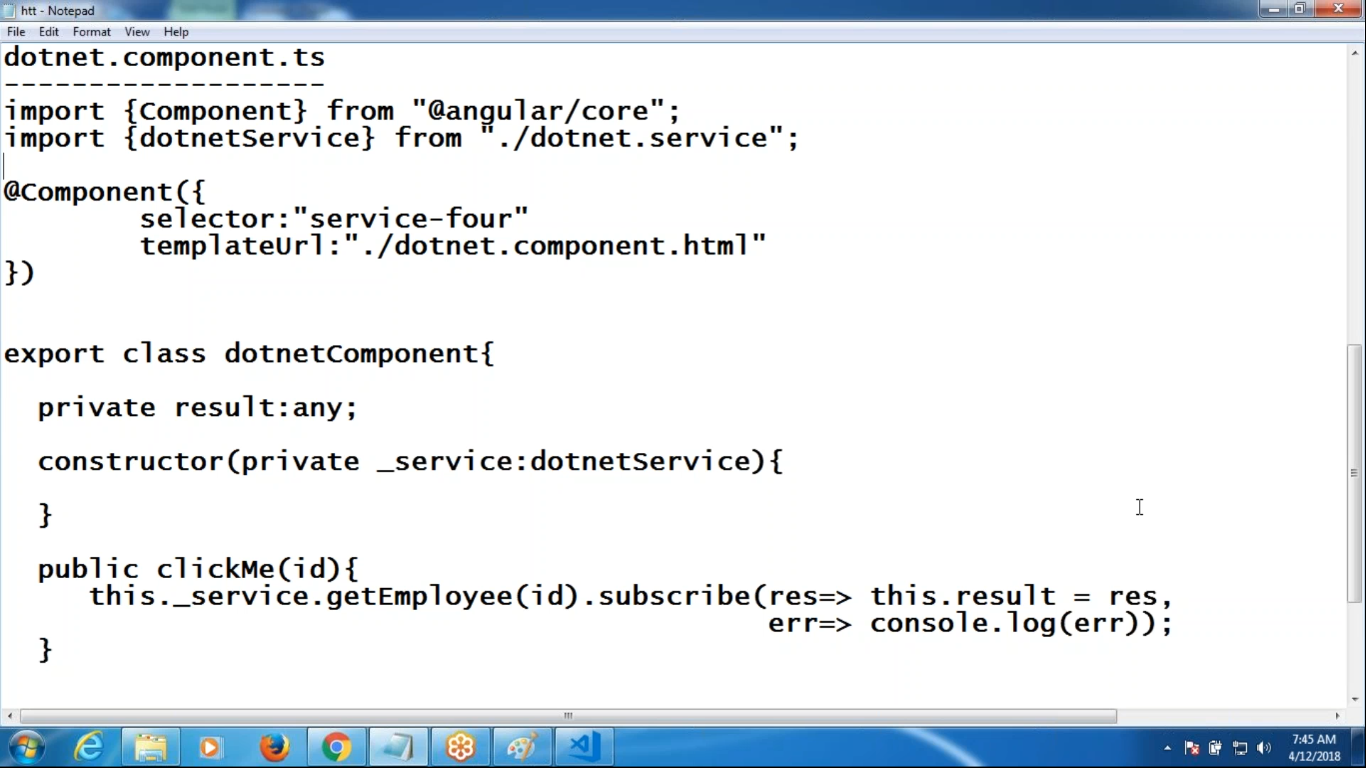 htt - Notepad
File Edit Format View Help
dotnet.component.ts
-------------------
import {Component} from "@angular/core";
import {dotnetService} from "./dotnet.service";
@Component({
        selector:"service-four"
        templateUrl:"./dotnet.component.html"
})
export class dotnetComponent{
  private result:any;
  constructor(private _service:dotnetService){
  }
  public clickMe(id){
     this._service.getEmployee(id).subscribe(res=> this.result = res,
                                             err=> console.log(err));
  }
7:45 AM
4/12/2018